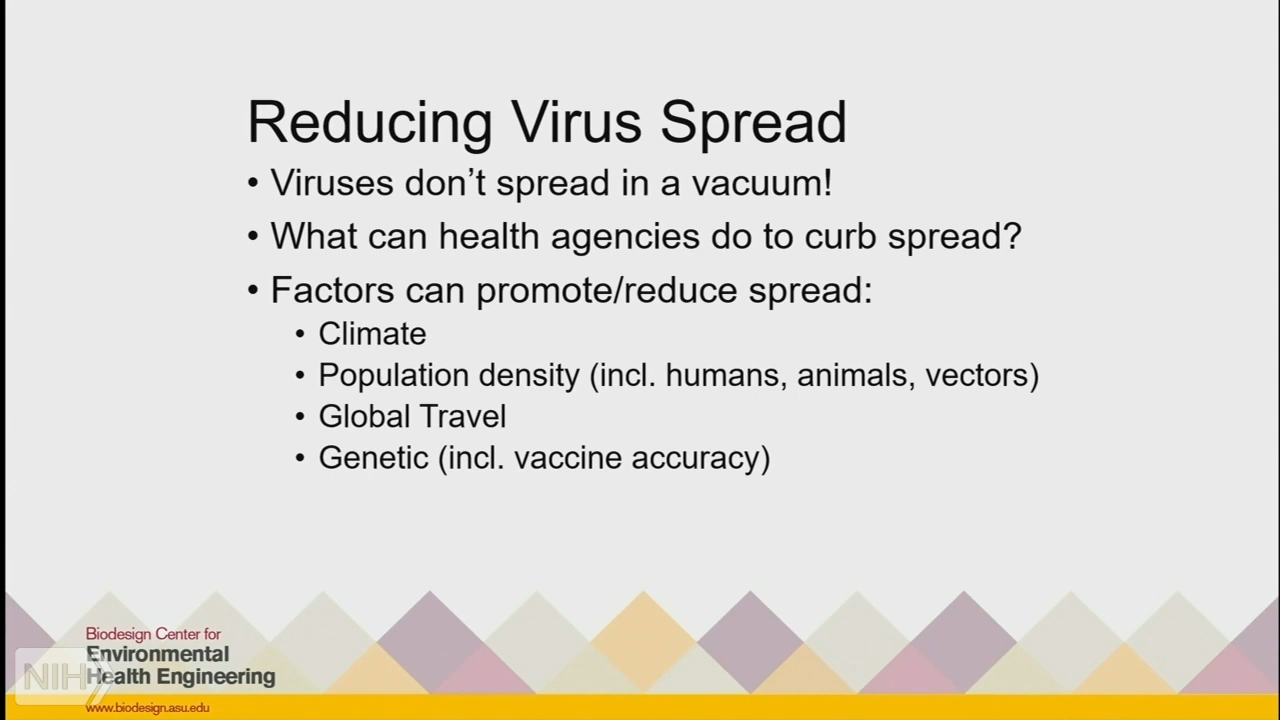 Reducing Virus Spread
• Viruses don’t spread in a vacuum!
• What can health agencies do to curb spread?
• Factors can promote/reduce spread:
• Climate
• Population density (incl. humans, animals, vectors)
• Global Travel
• Genetic (incl. vaccine accuracy)
Biodesign Center for
Environmental
Health Engineering
NIH
www.biodesign.asu.edu